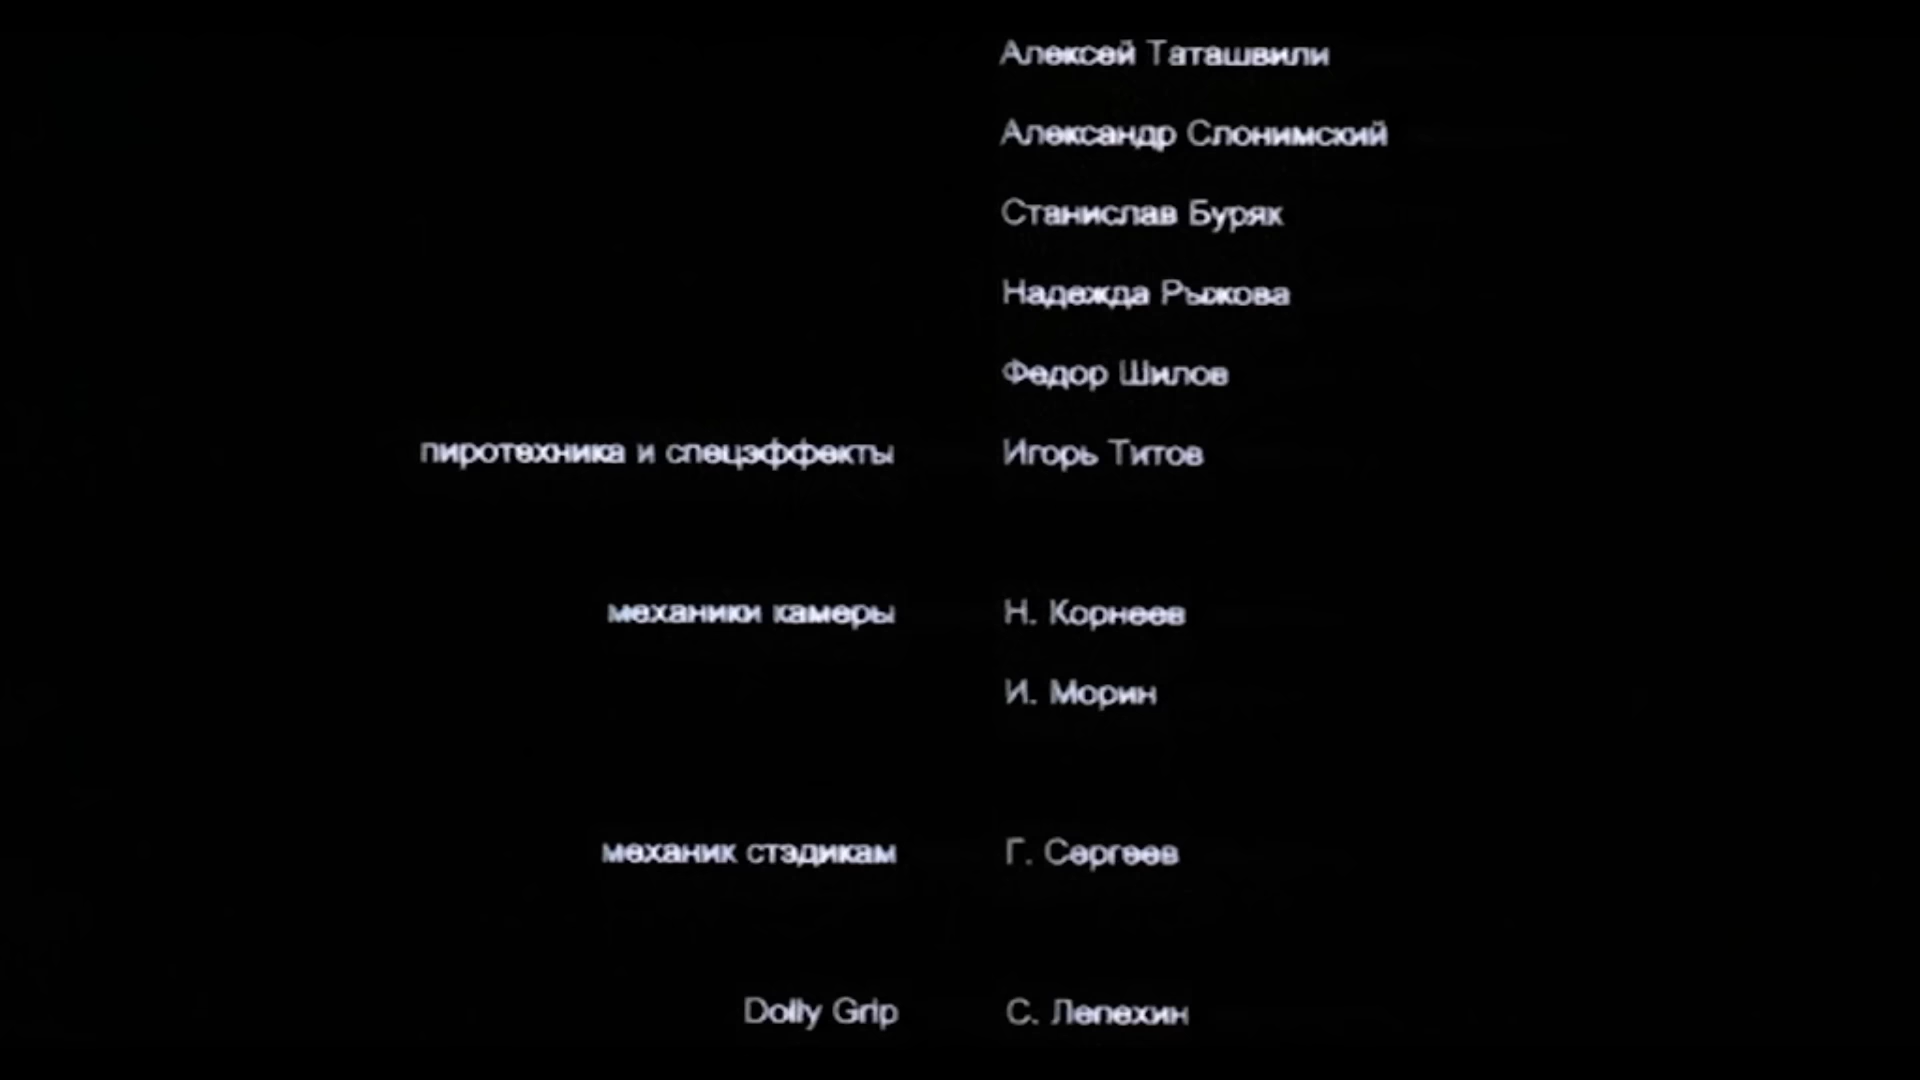 Алексей Таташвили
Александр Слонимский
Станислав Буряк
Надежда Рыжова
Федор Шилов
пиротехника и спецэффекты Игорь Титов
механики камеры Н. Корнеев
И. Морин
механик стэдикам Г. Сергеев
Dolly Grip С. Лепехин